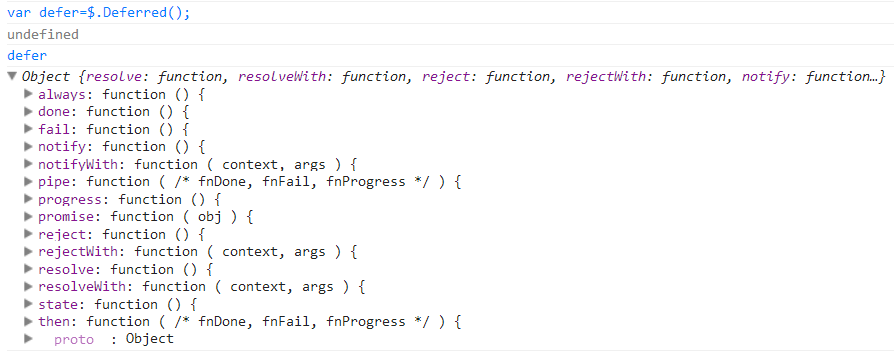 var defer=$.Deferred();
undefined
defer
Object {resolve: function, resolveWith: function, reject: function, rejectWith: function, notify: function…}
always: function () {
done: function () {
fail: function () {
notify: function () {
notifyWith: function ( context, args ) {
pipe: function ( /* fnDone, fnFail, fnProgress */ ) {
progress: function () {
promise: function ( obj ) {
reject: function () {
rejectWith: function ( context, args ) {
resolve: function () {
resolveWith: function ( context, args ) {
state: function () {
then: function ( /* fnDone, fnFail, fnProgress */ ) {
proto : Object